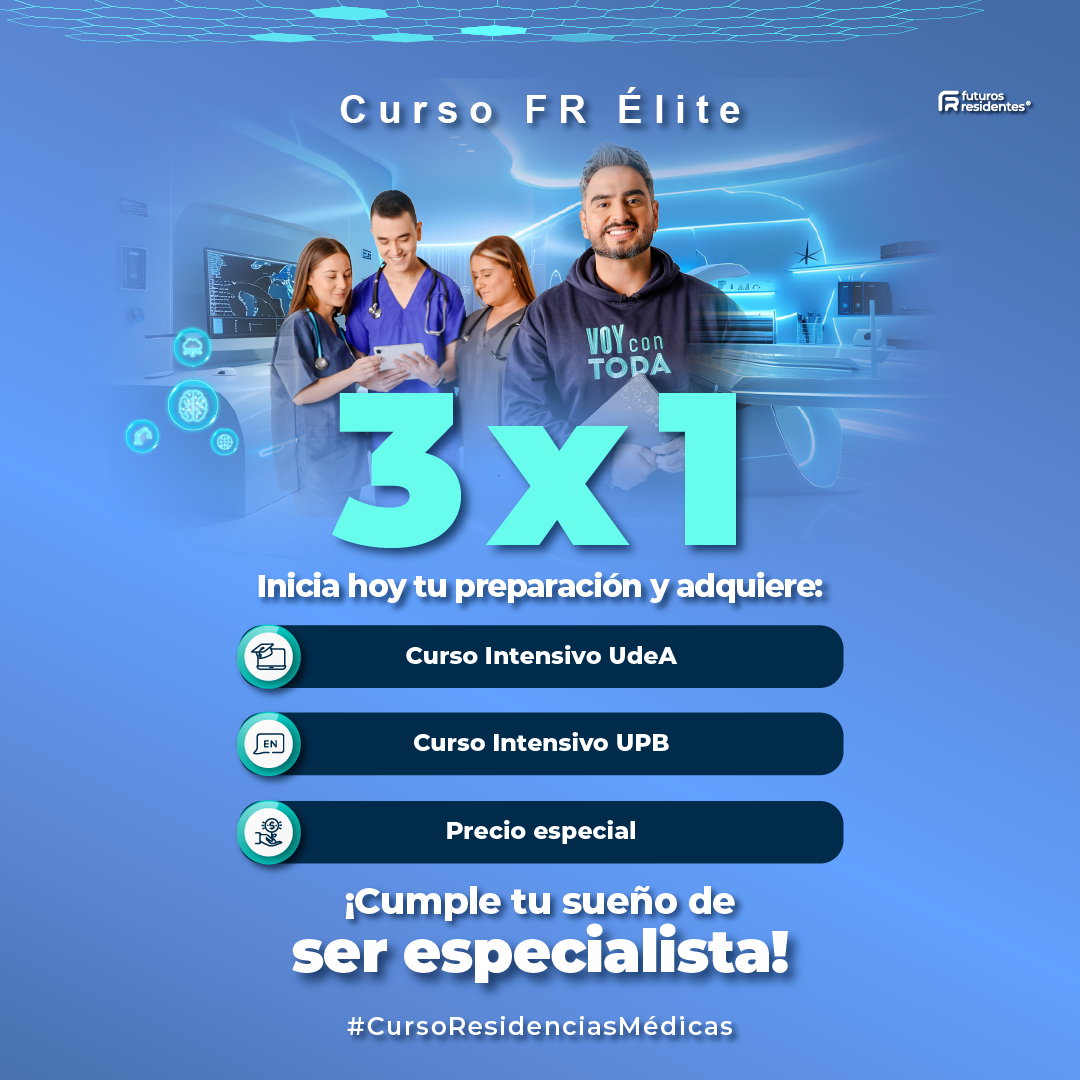 Curso FR Élite
futuros
residentes®
VOY con
TODA
3x1
Inicia hoy tu preparación y adquiere:
Curso Intensivo UdeA
EN
Curso Intensivo UPB
Precio especial
¡Cumple tu sueño de
ser especialista!
#CursoResidenciasMédicas